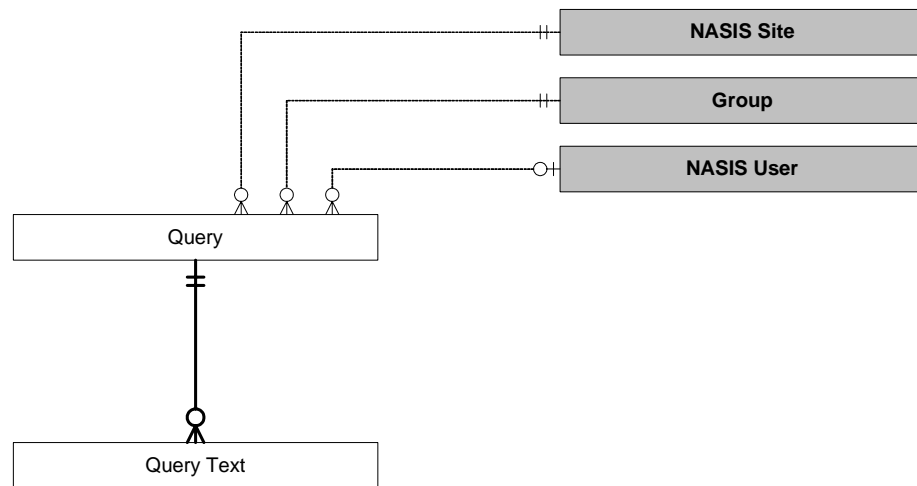 NASIS Site
Group
NASIS User
Query
Query Text